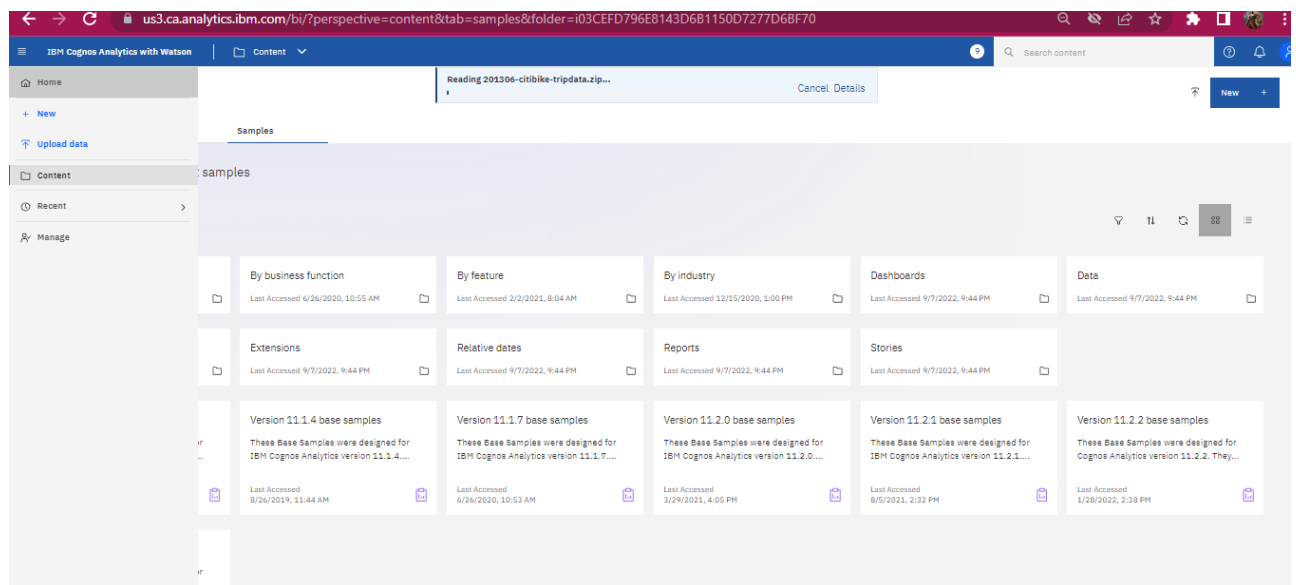 us3.ca.analytics.ibm.com/bi/?perspective=content&tab=samples&folder=i03CEFD796E8143D6B1150D7277D6BF70
IBM Cognos Analytics with Watson
Content
9
Search content
Home
New
Upload data
Content
Recent
Manage
Reading 201306-citibike-tripdata.zip...
Cancel Details
New +
Samples
samples
By business function
Last Accessed 6/26/2020, 10:55 AM
By feature
Last Accessed 2/2/2021, 8:04 AM
By industry
Last Accessed 12/15/2020, 1:00 PM
Dashboards
Last Accessed 9/7/2022, 9:44 PM
Data
Last Accessed 9/7/2022, 9:44 PM
Extensions
Last Accessed 9/7/2022, 9:44 PM
Relative dates
Last Accessed 9/7/2022, 9:44 PM
Reports
Last Accessed 9/7/2022, 9:44 PM
Stories
Last Accessed 9/7/2022, 9:44 PM
Version 11.1.4 base samples
These Base Samples were designed for
IBM Cognos Analytics version 11.1.4....
Last Accessed
8/26/2019, 11:44 AM
Version 11.1.7 base samples
These Base Samples were designed for
IBM Cognos Analytics version 11.1.7....
Last Accessed
6/26/2020, 10:53 AM
Version 11.2.0 base samples
These Base Samples were designed for
IBM Cognos Analytics version 11.2.0....
Last Accessed
3/29/2021, 4:05 PM
Version 11.2.1 base samples
These Base Samples were designed for
IBM Cognos Analytics version 11.2.1....
Last Accessed
8/5/2021, 2:32 PM
Version 11.2.2 base samples
These Base Samples were designed for
Cognos Analytics version 11.2.2. They...
Last Accessed
1/28/2022, 2:38 PM